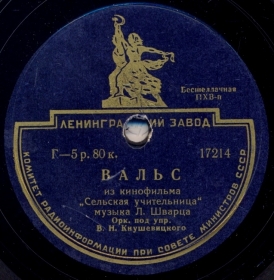 Бесшеллачная
ПХВ-п
ЛЕНИНГРАДСКИЙ ЗАВОД
Г—5 р. 80 к. 17214
ВАЛЬС
из кинофильма
„Сельская учительница"
музыка Л. Шварца
Орк. под упр.
В. Н. Кнушевицкого
КОМИТЕТ РАДИОИНФОРМАЦИИ ПРИ СОВЕТЕ МИНИСТРОВ СССР